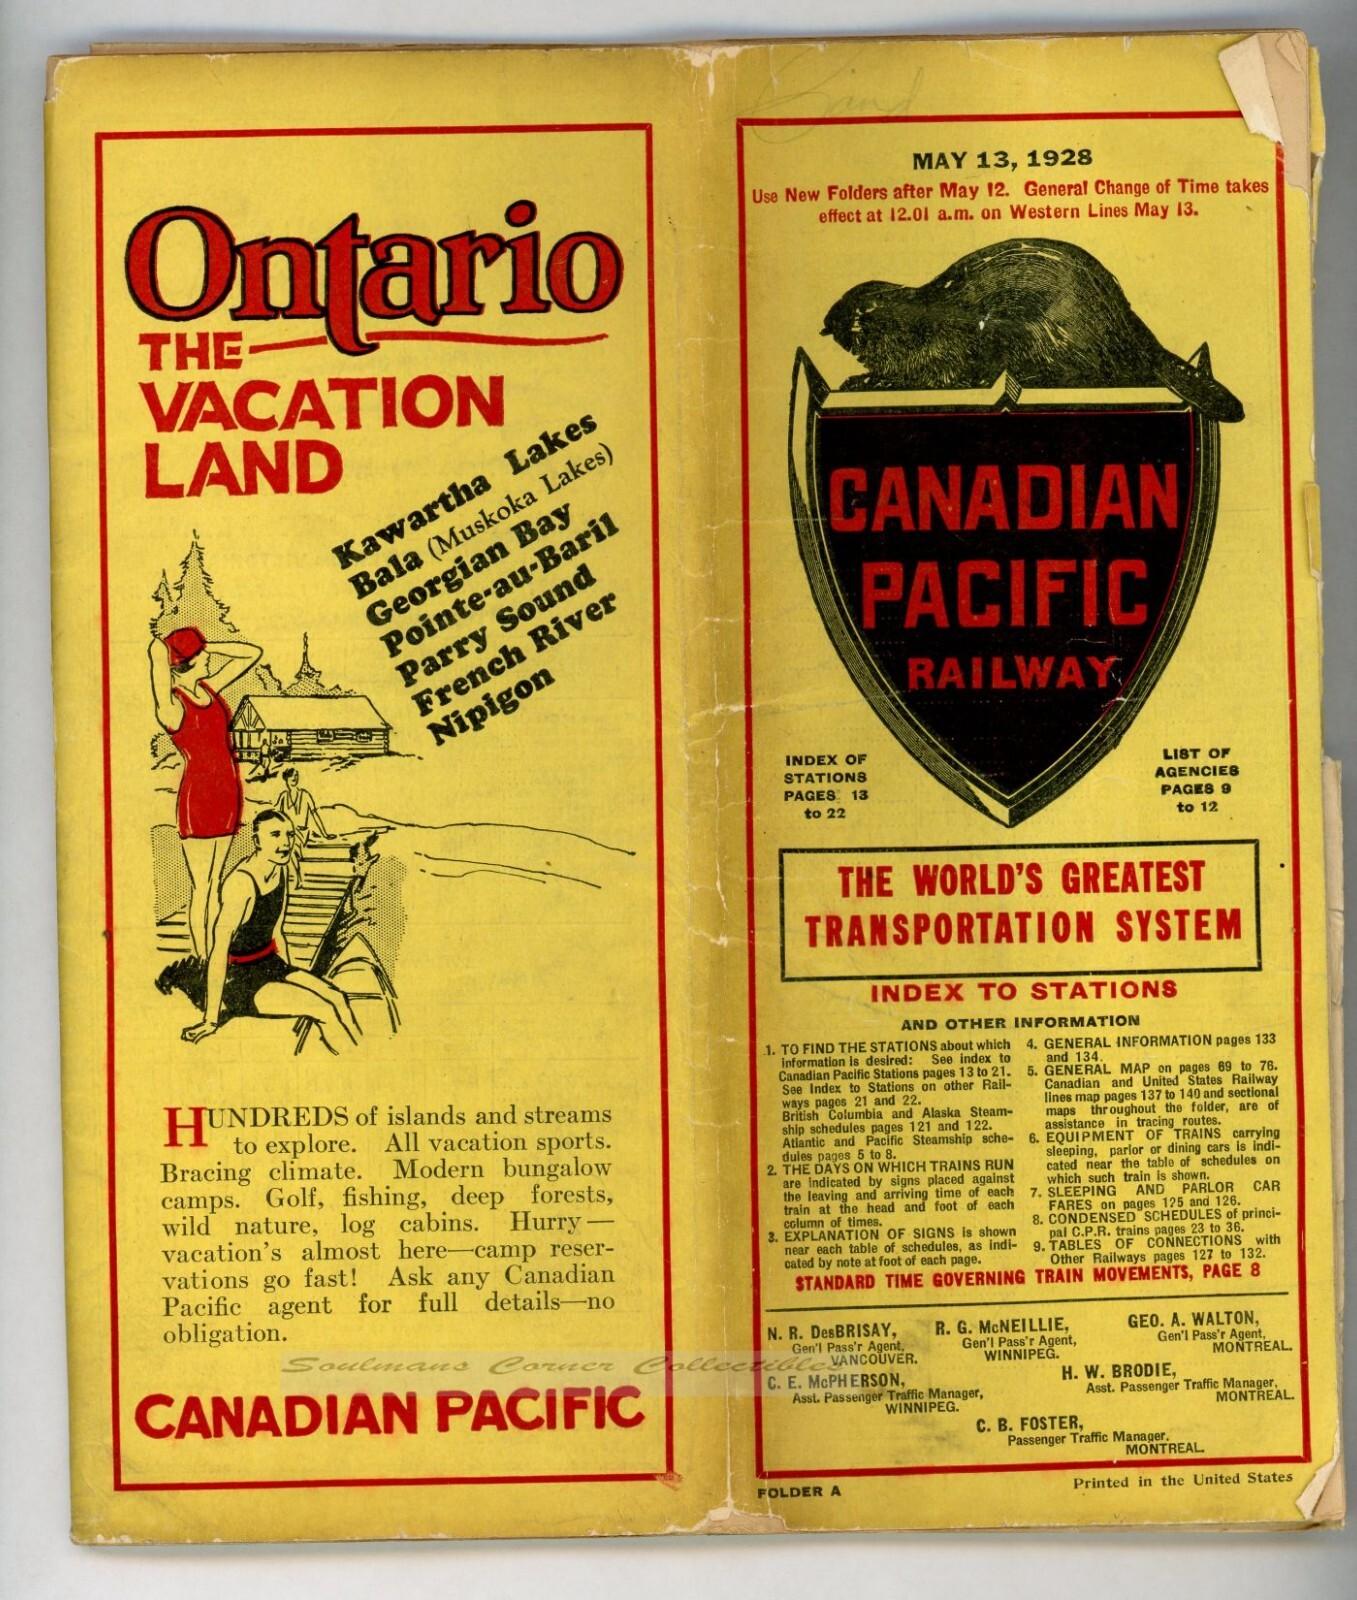 Ontario
THE
VACATION
LAND
Kawartha Lakes
Bala (Muskoka Lakes)
Georgian Bay
Pointe-au-Baril
Parry Sound
French River
Nipigon
HUNDREDS of islands and streams
to explore. All vacation sports.
Bracing climate. Modern bungalow
camps. Golf, fishing, deep forests,
wild nature, log cabins. Hurry—
vacation's almost here—camp reser-
vations go fast! Ask any Canadian
Pacific agent for full details—no
obligation.
Soulmans Corner Collectibles
CANADIAN PACIFIC
MAY 13, 1928
Use New Folders after May 12. General Change of Time takes
effect at 12.01 a.m. on Western Lines May 13.
CANADIAN
PACIFIC
RAILWAY
INDEX OF
STATIONS
PAGES 13
to 22
LIST OF
AGENCIES
PAGES 9
to 12
THE WORLD'S GREATEST
TRANSPORTATION SYSTEM
INDEX TO STATIONS
AND OTHER INFORMATION
1. TO FIND THE STATIONS about which
information is desired: See index to
Canadian Pacific Stations pages 13 to 21.
See Index to Stations on other Rail-
ways pages 21 and 22.
British Columbia and Alaska Steam-
ship schedules pages 121 and 122.
Atlantic and Pacific Steamship sche-
dules pages 5 to 8.
2. THE DAYS ON WHICH TRAINS RUN
are indicated by signs placed against
the leaving and arriving time of each
train at the head and foot of each
column of times.
3. EXPLANATION OF SIGNS is shown
near each table of schedules, as indi-
cated by note at foot of each page.
4. GENERAL INFORMATION pages 133
and 134.
5. GENERAL MAP on pages 69 to 76.
Canadian and United States Railway
lines map pages 137 to 140 and sectional
maps throughout the folder, are of
assistance in tracing routes.
6. EQUIPMENT OF TRAINS carrying
sleeping, parlor or dining cars is indi-
cated near the table of schedules on
which such train is shown.
7. SLEEPING AND PARLOR CAR
FARES on pages 125 and 126.
8. CONDENSED SCHEDULES of princi-
pal C.P.R. trains pages 23 to 36.
9. TABLES OF CONNECTIONS with
Other Railways pages 127 to 132.
STANDARD TIME GOVERNING TRAIN MOVEMENTS, PAGE 8
N. R. DesBRISAY,
Gen'l Pass'r Agent,
VANCOUVER.
R. G. McNEILLIE,
Gen'l Pass'r Agent,
WINNIPEG.
GEO. A. WALTON,
Gen'l Pass'r Agent,
MONTREAL.
C. E. McPHERSON,
Asst. Passenger Traffic Manager,
WINNIPEG.
H. W. BRODIE,
Asst. Passenger Traffic Manager,
MONTREAL.
C. B. FOSTER,
Passenger Traffic Manager.
MONTREAL.
FOLDER A
Printed in the United States